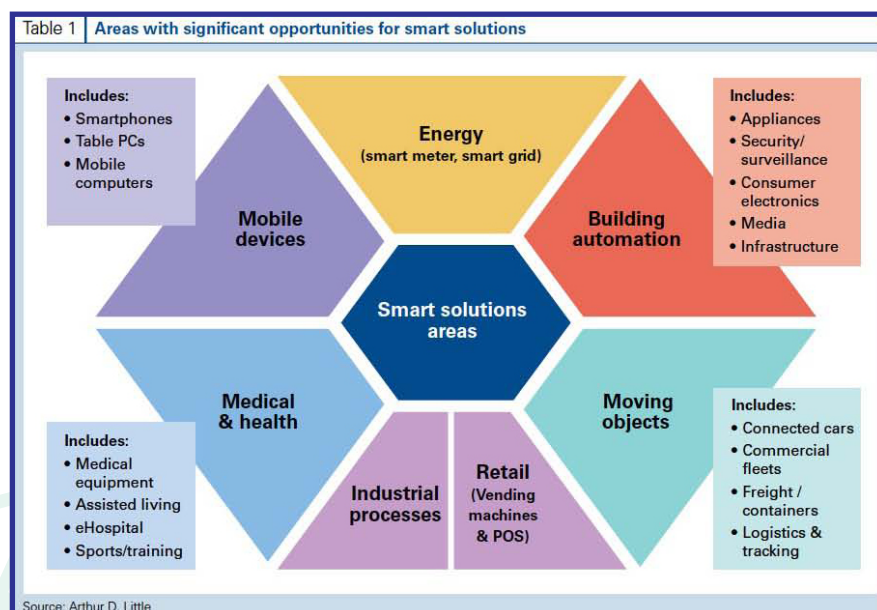 Table 1 Areas with significant opportunities for smart solutions
Includes:
• Smartphones
• Table PCs
• Mobile
computers
Energy
(smart meter, smart grid)
Includes:
• Appliances
• Security/
surveillance
• Consumer
electronics
• Media
• Infrastructure
Mobile
devices
Building
automation
Smart solutions
areas
Medical
& health
Moving
objects
Includes:
• Medical
equipment
• Assisted living
• eHospital
• Sports/training
Industrial
processes
Retail
(Vending
machines
& POS)
Includes:
• Connected cars
• Commercial
fleets
• Freight /
containers
• Logistics &
tracking
Source: Arthur D. Little